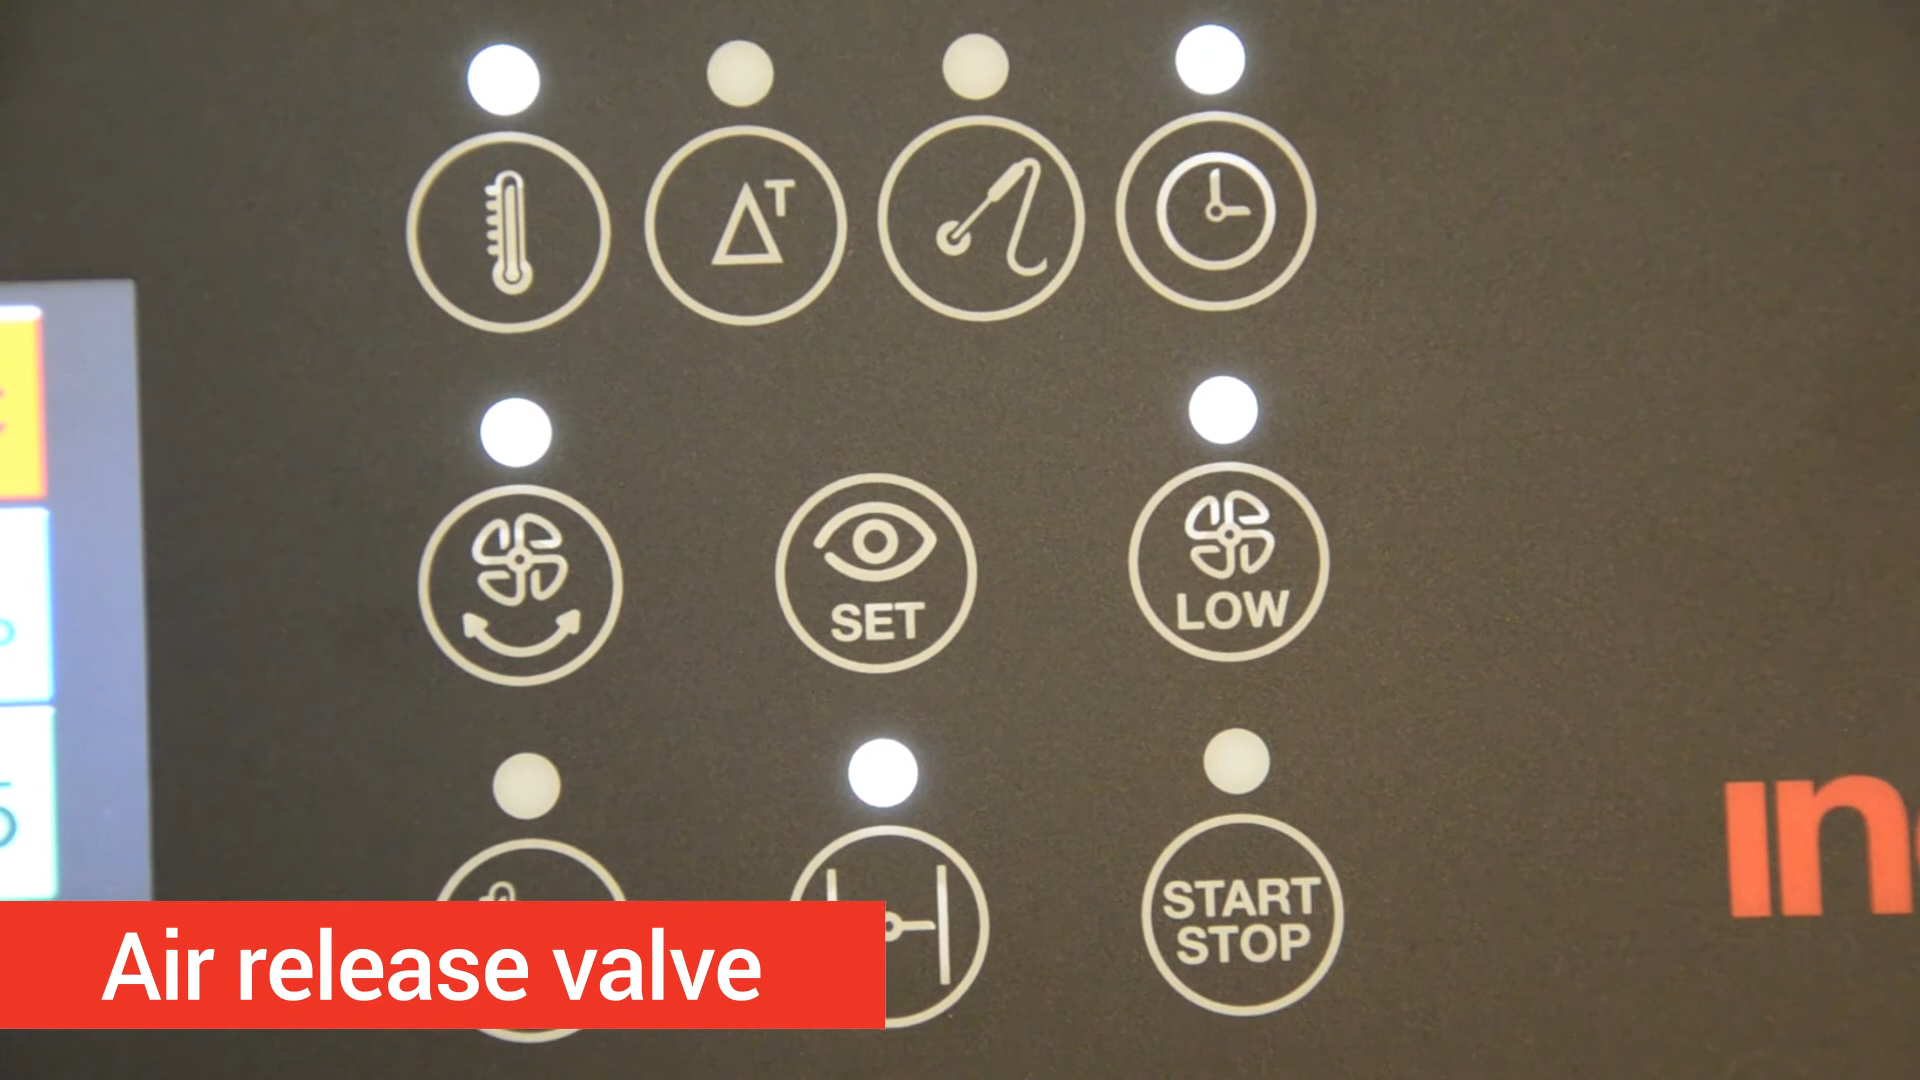 ΔT
SET
LOW
START
STOP
in
Air release valve